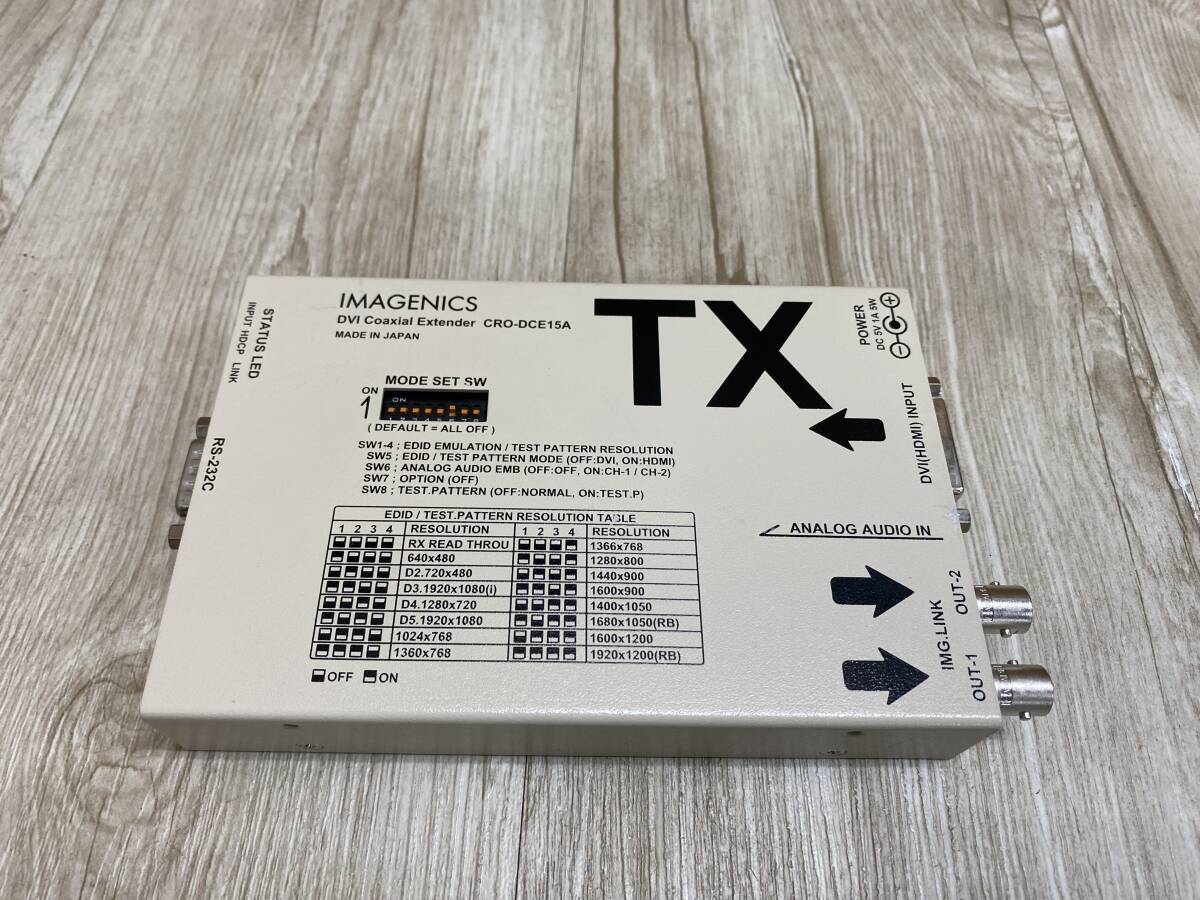 IMAGENICS
DVI Coaxial Extender CRO-DCE15A
MADE IN JAPAN
TX
POWER
DC 5V 1A 5W
STATUS LED
INPUT HDCP LINK
RS-232C
MODE SET SW
ON
1
ON
( DEFAULT = ALL OFF )
SW1-4 ; EDID EMULATION / TEST PATTERN RESOLUTION
SW5 ; EDID / TEST PATTERN MODE (OFF:DVI, ON:HDMI)
SW6 ; ANALOG AUDIO EMB (OFF:OFF, ON:CH-1 / CH-2)
SW7 ; OPTION (OFF)
SW8 ; TEST.PATTERN (OFF:NORMAL, ON:TEST.P)
EDID / TEST.PATTERN RESOLUTION TABLE
1 2 3 4 RESOLUTION 1 2 3 4 RESOLUTION
RX READ THROU 1366x768
640x480 1280x800
D2.720x480 1440x900
D3.1920x1080(i) 1600x900
D4.1280x720 1400x1050
D5.1920x1080 1680x1050(RB)
1024x768 1600x1200
1360x768 1920x1200(RB)
OFF ON
DVI(HDMI) INPUT
ANALOG AUDIO IN
IMG.LINK
OUT-2
OUT-1